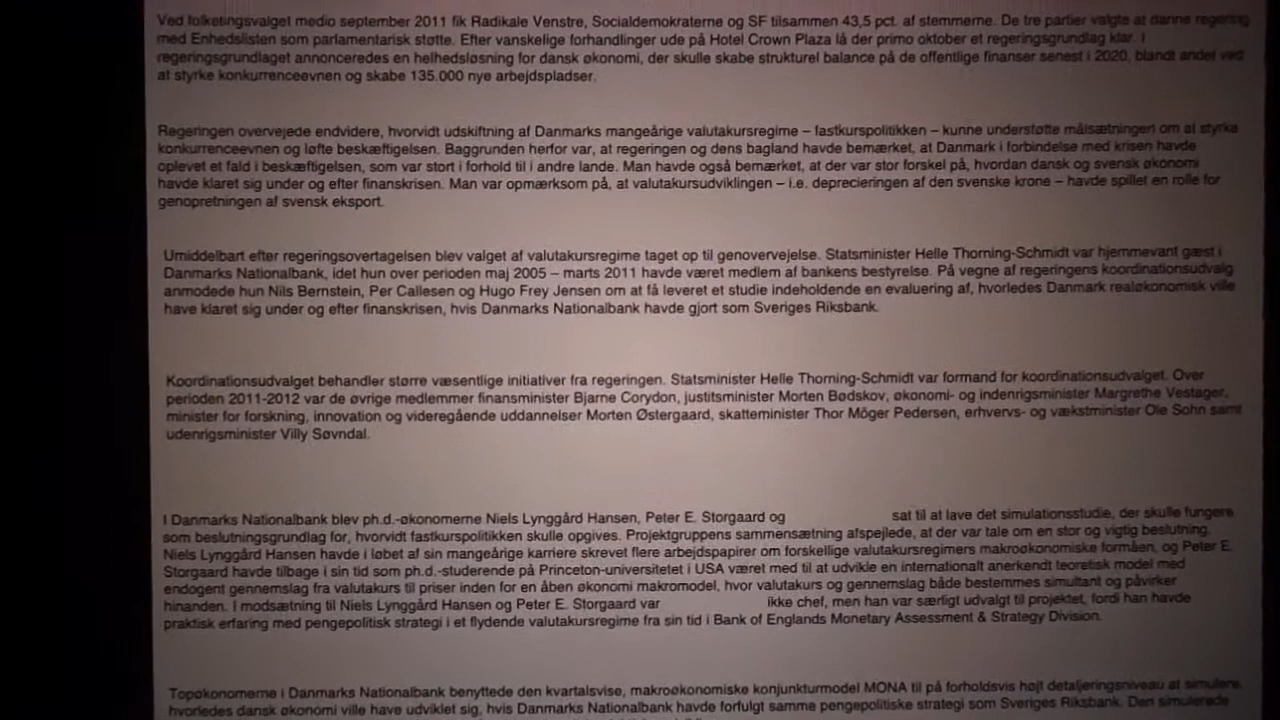 Ved folketingsvalget medio september 2011 fik Radikale Venstre, Socialdemokraterne og SF tilsammen 43,5 pct. af stemmerne. De tre partier valgte at danne regering
med Enhedslisten som parlamentarisk støtte. Efter vanskelige forhandlinger ude på Hotel Crown Plaza lå der primo oktober et regeringsgrundlag klar. I
regeringsgrundlaget annonceredes en helhedsløsning for dansk økonomi, der skulle skabe strukturel balance på de offentlige finanser senest i 2020, blandt andet ved
at styrke konkurrenceevnen og skabe 135.000 nye arbejdspladser.
Regeringen overvejede endvidere, hvorvidt udskiftning af Danmarks mangeårige valutakursregime – fastkurspolitikken – kunne understøtte målsætningen om at styrke
konkurrenceevnen og løfte beskæftigelsen. Baggrunden herfor var, at regeringen og dens bagland havde bemærket, at Danmark i forbindelse med krisen havde
oplevet et fald i beskæftigelsen, som var stort i forhold til i andre lande. Man havde også bemærket, at der var stor forskel på, hvordan dansk og svensk økonomi
havde klaret sig under og efter finanskrisen. Man var opmærksom på, at valutakursudviklingen – i.e. deprecieringen af den svenske krone – havde spillet en rolle for
genopretningen af svensk eksport.
Umiddelbart efter regeringsovertagelsen blev valget af valutakursregime taget op til genovervejelse. Statsminister Helle Thorning-Schmidt var hjemmevant gæst i
Danmarks Nationalbank, idet hun over perioden maj 2005 – marts 2011 havde været medlem af bankens bestyrelse. På vegne af regeringens koordinationsudvalg
anmodede hun Nils Bernstein, Per Callesen og Hugo Frey Jensen om at få leveret et studie indeholdende en evaluering af, hvorledes Danmark realøkonomisk ville
have klaret sig under og efter finanskrisen, hvis Danmarks Nationalbank havde gjort som Sveriges Riksbank.
Koordinationsudvalget behandler større væsentlige initiativer fra regeringen. Statsminister Helle Thorning-Schmidt var formand for koordinationsudvalget. Over
perioden 2011-2012 var de øvrige medlemmer finansminister Bjarne Corydon, justitsminister Morten Bødskov, økonomi- og indenrigsminister Margrethe Vestager,
minister for forskning, innovation og videregående uddannelser Morten Østergaard, skatteminister Thor Möger Pedersen, erhvervs- og vækstminister Ole Sohn samt
udenrigsminister Villy Søvndal.
I Danmarks Nationalbank blev ph.d.-økonomerne Niels Lynggård Hansen, Peter E. Storgaard og sat til at lave det simulationsstudie, der skulle fungere
som beslutningsgrundlag for, hvorvidt fastkurspolitikken skulle opgives. Projektgruppens sammensætning afspejlede, at der var tale om en stor og vigtig beslutning.
Niels Lynggård Hansen havde i løbet af sin mangeårige karriere skrevet flere arbejdspapirer om forskellige valutakursregimers makroøkonomiske formåen, og Peter E.
Storgaard havde tilbage i sin tid som ph.d.-studerende på Princeton-universitetet i USA været med til at udvikle en internationalt anerkendt teoretisk model med
endogent gennemslag fra valutakurs til priser inden for en åben økonomi makromodel, hvor valutakurs og gennemslag både bestemmes simultant og påvirker
hinanden. I modsætning til Niels Lynggård Hansen og Peter E. Storgaard var ikke chef, men han var særligt udvalgt til projektet, fordi han havde
praktisk erfaring med pengepolitisk strategi i et flydende valutakursregime fra sin tid i Bank of Englands Monetary Assessment & Strategy Division.
Topøkonomerne i Danmarks Nationalbank benyttede den kvartalsvise, makroøkonomiske konjunkturmodel MONA til på forholdsvis højt detaljeringsniveau at simulere,
hvorledes dansk økonomi ville have udviklet sig, hvis Danmarks Nationalbank havde forfulgt samme pengepolitiske strategi som Sveriges Riksbank. Den simulerede